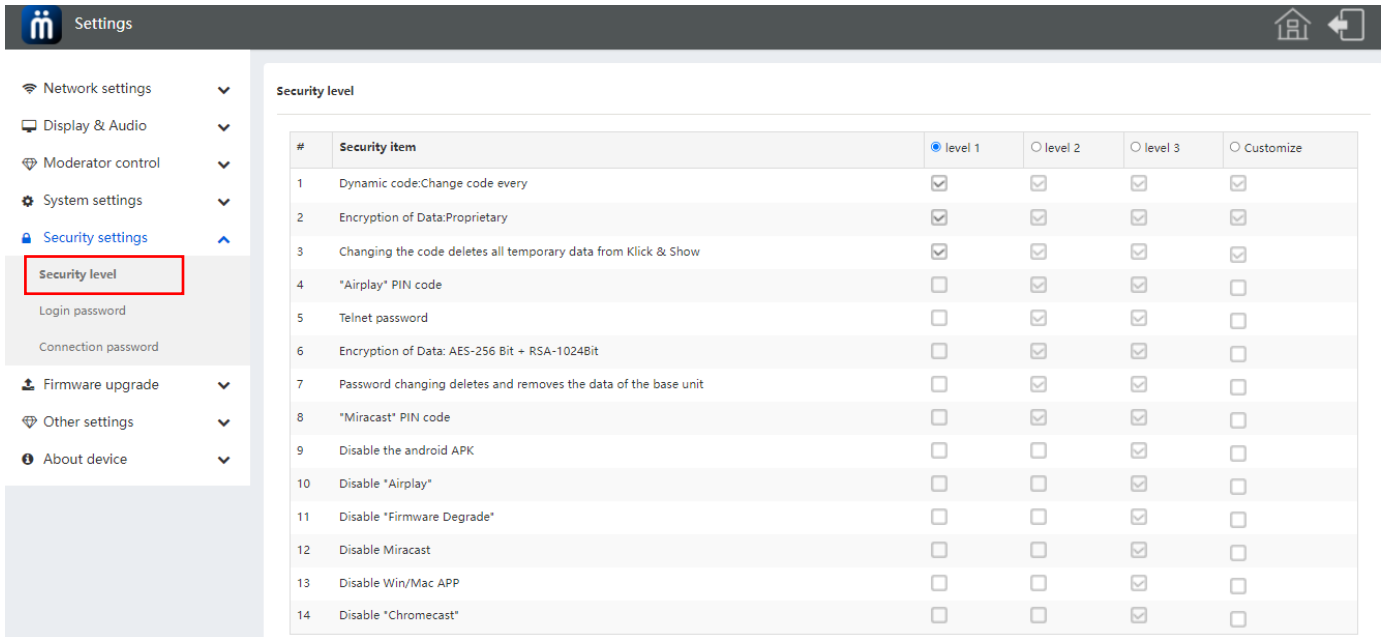 Settings
Network settings
Display & Audio
Moderator control
System settings
Security settings
Security level
Login password
Connection password
Firmware upgrade
Other settings
About device
Security level
# Security item level 1 level 2 level 3 Customize
1 Dynamic code:Change code every
2 Encryption of Data:Proprietary
3 Changing the code deletes all temporary data from Klick & Show
4 "Airplay" PIN code
5 Telnet password
6 Encryption of Data: AES-256 Bit + RSA-1024Bit
7 Password changing deletes and removes the data of the base unit
8 "Miracast" PIN code
9 Disable the android APK
10 Disable "Airplay"
11 Disable "Firmware Degrade"
12 Disable Miracast
13 Disable Win/Mac APP
14 Disable "Chromecast"